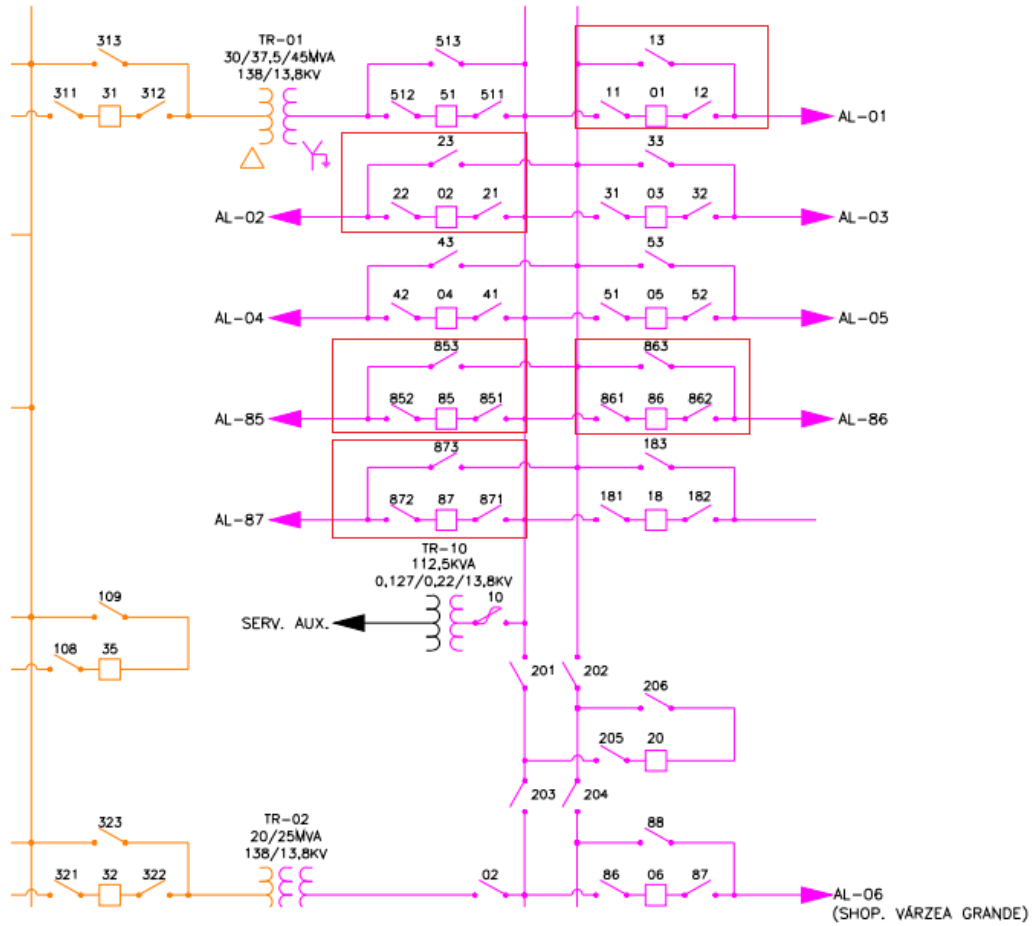 313
TR-01
30/37,5/45MVA
138/13,8KV
513
13
311 31 312
512 51 511
11 01 12
AL-01
23
33
22 02 21
31 03 32
AL-02
AL-03
43
53
42 04 41
51 05 52
AL-04
AL-05
853
863
852 85 851
861 86 862
AL-85
AL-86
873
183
872 87 871
181 18 182
AL-87
TR-10
112,5KVA
0,127/0,22/13,8KV
10
109
SERV. AUX.
108 35
201
202
206
205 20
203
204
323
TR-02
20/25MVA
138/13,8KV
88
321 32 322
02
86 06 87
AL-06
(SHOP. VÁRZEA GRANDE)